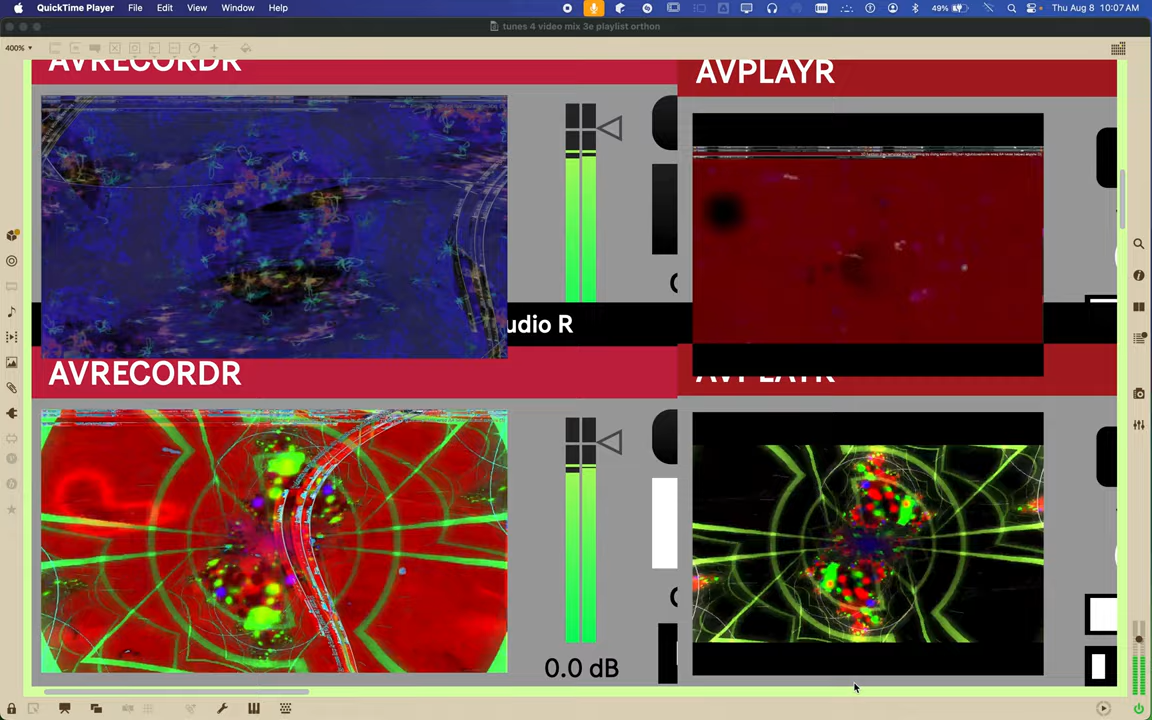 QuickTime Player File Edit View Window Help 49% Thu Aug 8 10:07 AM
tunes 4 video mix 3e playlist orthon
400%
AVRECORDR
AVPLAYR
udio R
AVRECORDR
AVPLAYR
0.0 dB